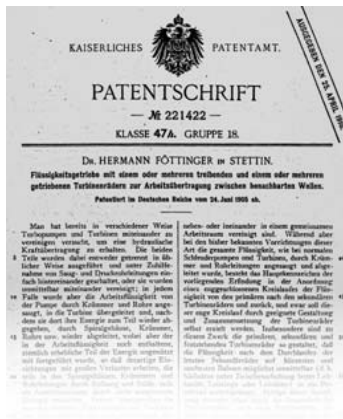 KAISERLICHES PATENTAMT.
AUSGEGEBEN DEN 25. APRIL
PATENTSCHRIFT
— № 221422 —
KLASSE 47h. GRUPPE 18.
DR. HERMANN FÖTTINGER IN STETTIN.
Flüssigkeitsgetriebe mit einem oder mehreren treibenden und einem oder mehreren
getriebenen Turbinenrädern zur Arbeitsübertragung zwischen benachbarten Wellen.
Patentiert im Deutschen Reiche vom 24. Juni 1905 ab.
Man hat bereits in verschiedener Weise
Turbopumpen und Turbinen miteinander zu
vereinigen versucht, um eine hydraulische
Kraftübertragung zu erhalten. Die beiden
Teile wurden dabei entweder getrennt in üb-
licher Weise ausgeführt und unter Zuhilfe-
nahme von Saug- und Druckrohrleitungen ein-
fach hintereinander geschaltet, oder sie wurden
unmittelbar miteinander vereinigt; in jedem
Falle wurde aber die Arbeitsflüssigkeit von
der Pumpe durch Krümmer und Rohre ange-
saugt, in die Turbine übergeleitet und, nach-
dem sie dort ihre Energie zum Teil wieder ab-
gegeben, durch Spiralgehäuse, Krümmer,
Rohre usw. wieder abgeleitet, wobei aber der
in der Arbeitsflüssigkeit noch enthaltene,
ziemlich erhebliche Teil der Energie ungenützt
neben- oder ineinander in einem gemeinsamen
Arbeitsraum vereinigt sind. Während aber
bei den bisher bekannten Vorrichtungen dieser
Art die gesamte Flüssigkeit, wie bei normalen
Schleuderpumpen und Turbinen, durch Krüm-
mer und Rohrleitungen angesaugt und abge-
leitet wurde, besteht das Hauptkennzeichen der
vorliegenden Erfindung in der Anordnung
eines enggeschlossenen Kreislaufes der Flüs-
sigkeit von den primären nach den sekundären
Turbinenrädern und zurück, und zwar soll die-
ser enge Kreislauf durch geeignete Gestaltung
und Zusammensetzung der Turbinenräder
selbst erzielt werden. Insbesondere sind zu
diesem Zweck die primären, sekundären und
feststehenden Turbinenräder so gestaltet, daß
die Flüssigkeit nach dem Durchlaufen des